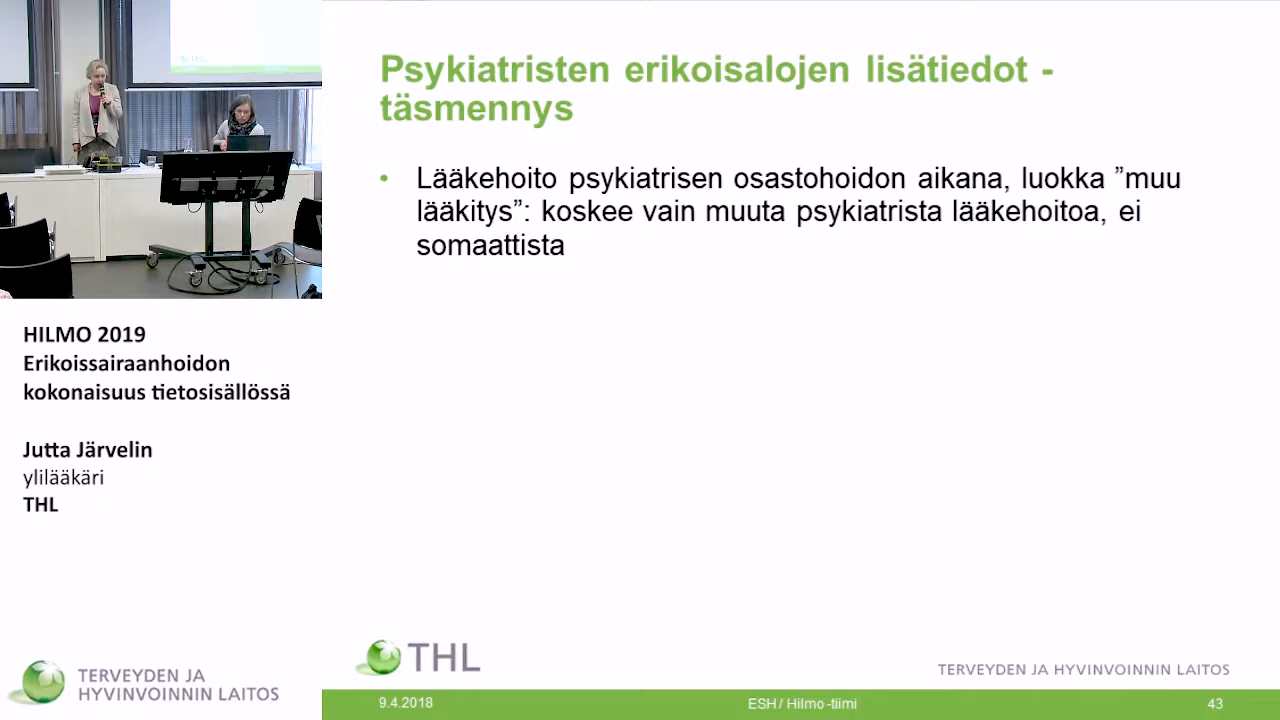 THL
Psykiatristen erikoisalojen lisätiedot -
täsmennys
• Lääkehoito psykiatrisen osastohoidon aikana, luokka ”muu
lääkitys”: koskee vain muuta psykiatrista lääkehoitoa, ei
somaattista
HILMO 2019
Erikoissairaanhoidon
kokonaisuus tietosisällössä
Jutta Järvelin
ylilääkäri
THL
TERVEYDEN JA
HYVINVOINNIN LAITOS
THL
TERVEYDEN JA HYVINVOINNIN LAITOS
9.4.2018
ESH / Hilmo -tiimi
43